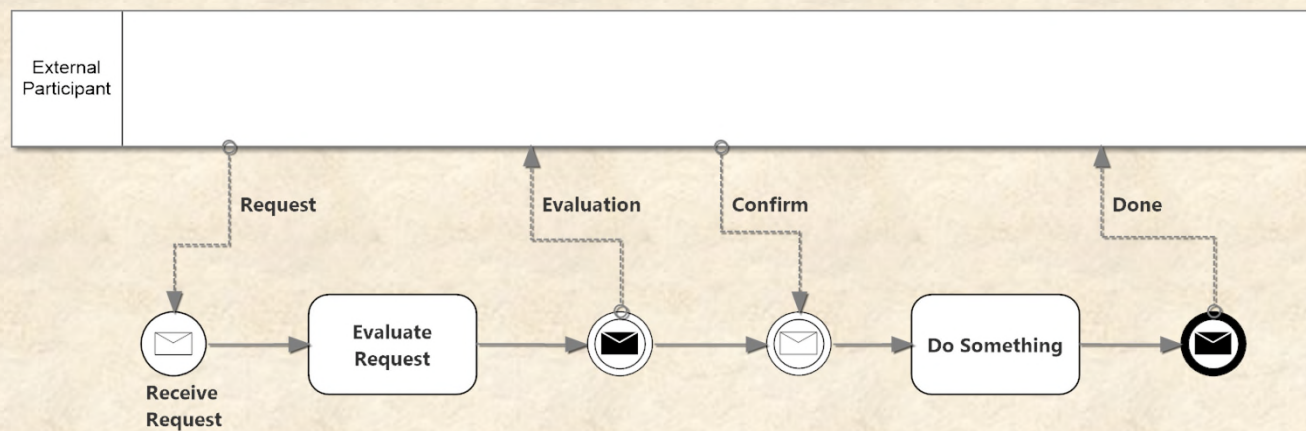 External
Participant
Request
Evaluation
Confirm
Done
Evaluate
Request
Do Something
Receive
Request